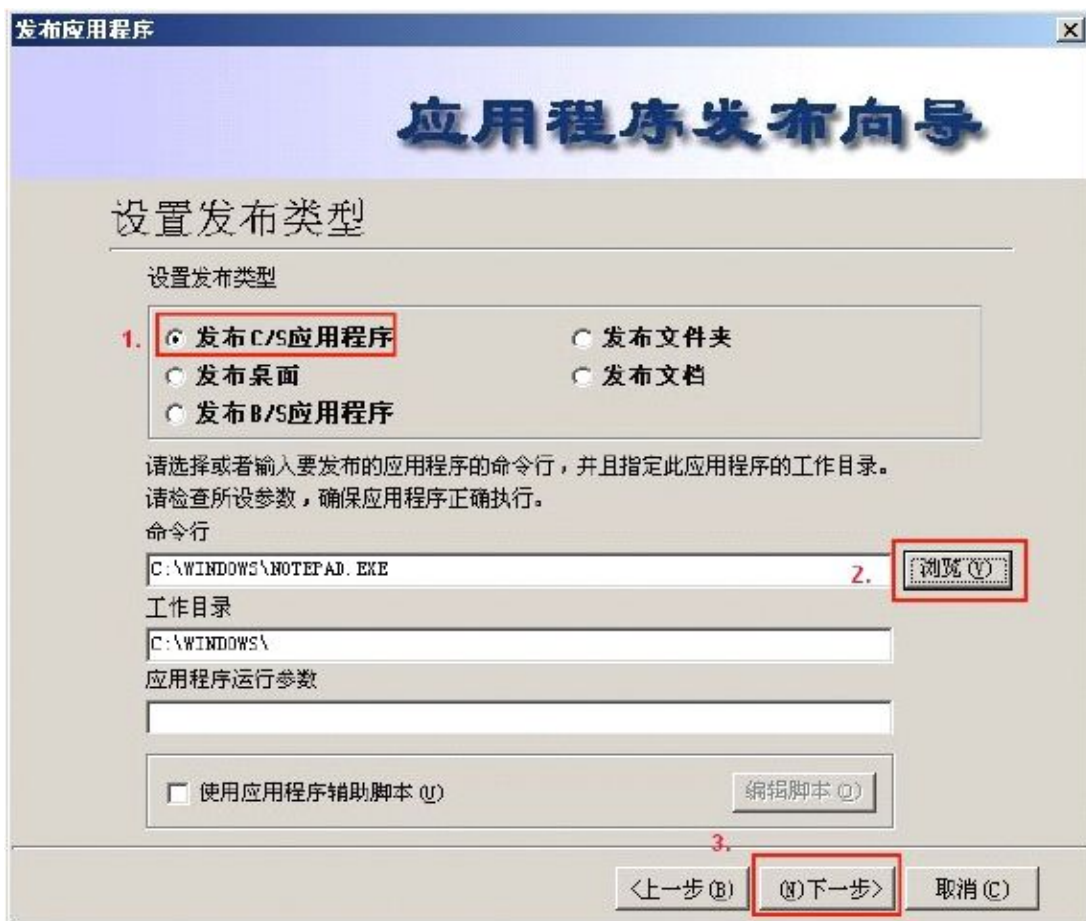 发布应用程序
应用程序发布向导
设置发布类型
设置发布类型
1. 发布C/S应用程序 发布文件夹
发布桌面 发布文档
发布B/S应用程序
请选择或者输入要发布的应用程序的命令行，并且指定此应用程序的工作目录。
请检查所设参数，确保应用程序正确执行。
命令行
C:\WINDOWS\NOTEPAD.EXE 2. 浏览(Y)
工作目录
C:\WINDOWS\
应用程序运行参数
使用应用程序辅助脚本(U) 编辑脚本(O)
3.
<上一步(B) (N)下一步> 取消(C)